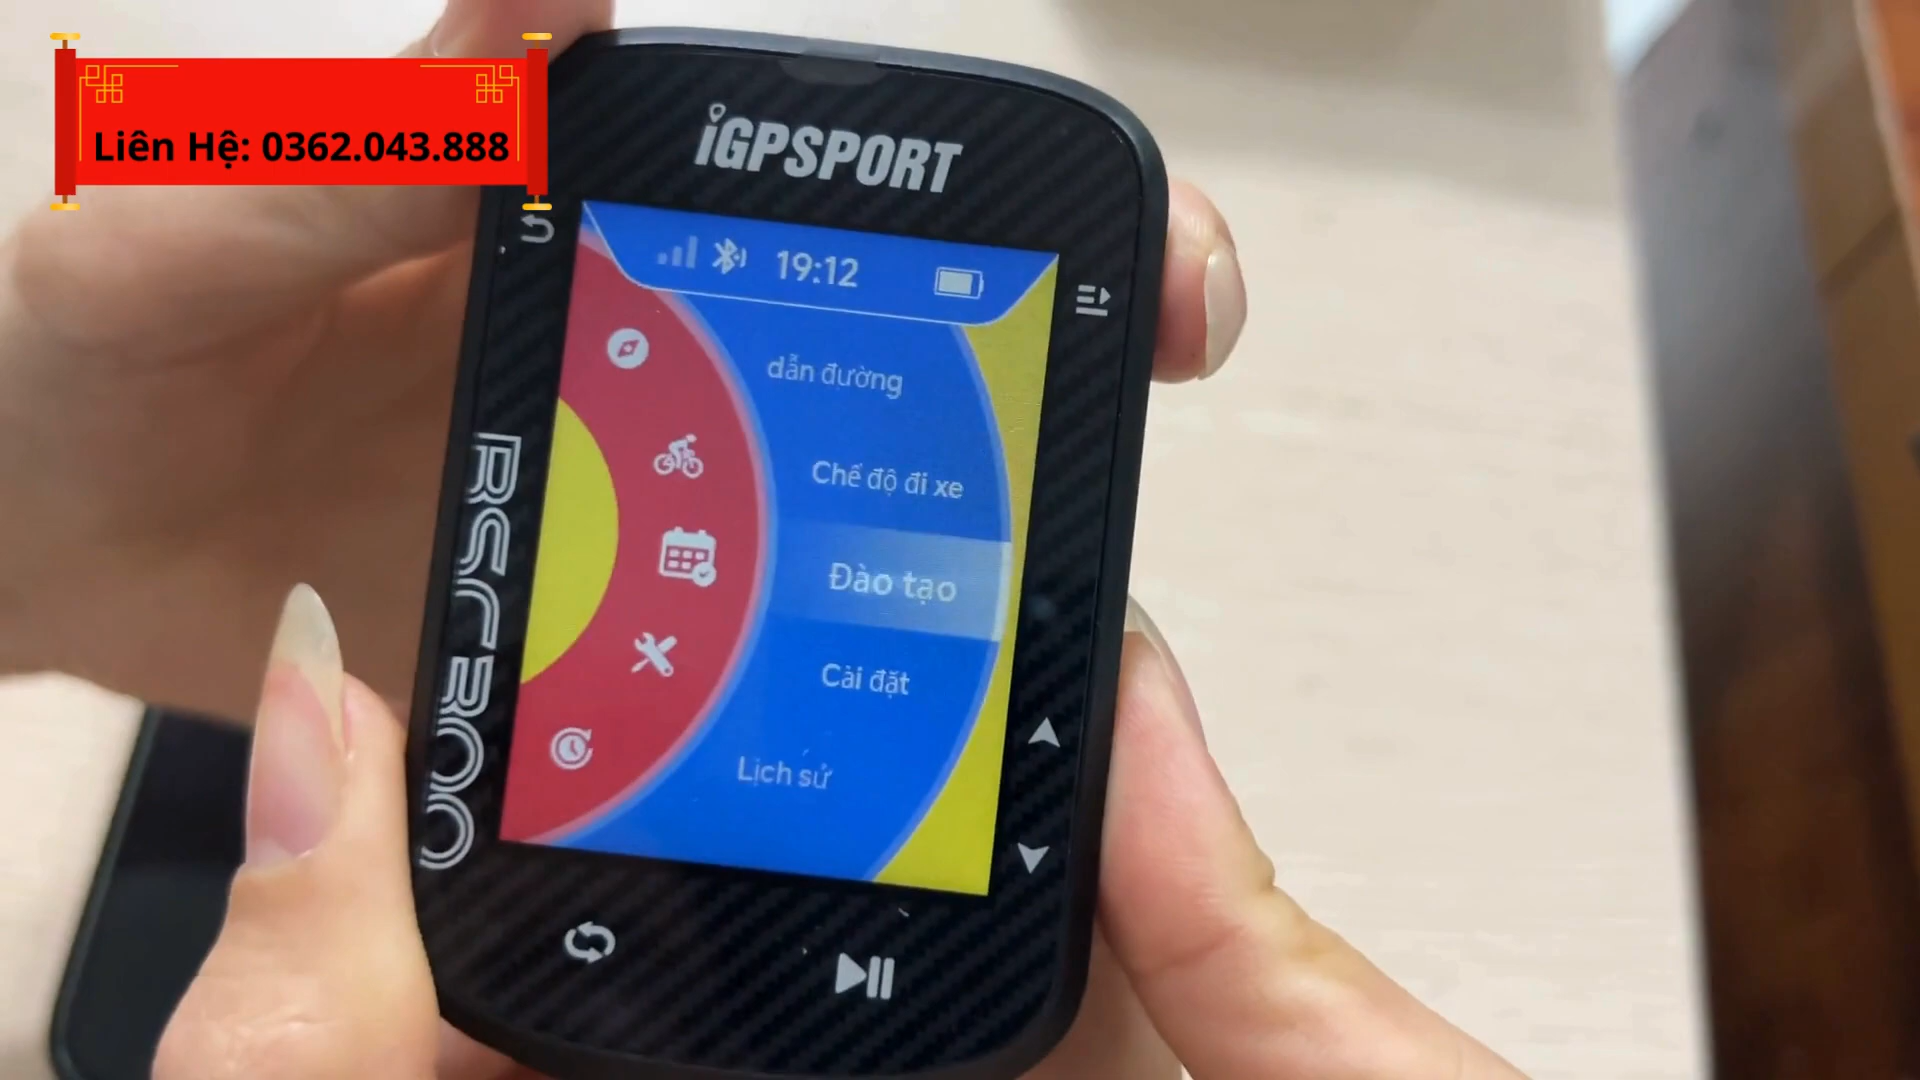 Liên Hệ: 0362.043.888
iGPSPORT
19:12
dẫn đường
Chế độ đi xe
Đào tạo
Cài đặt
Lịch sử
BSC300